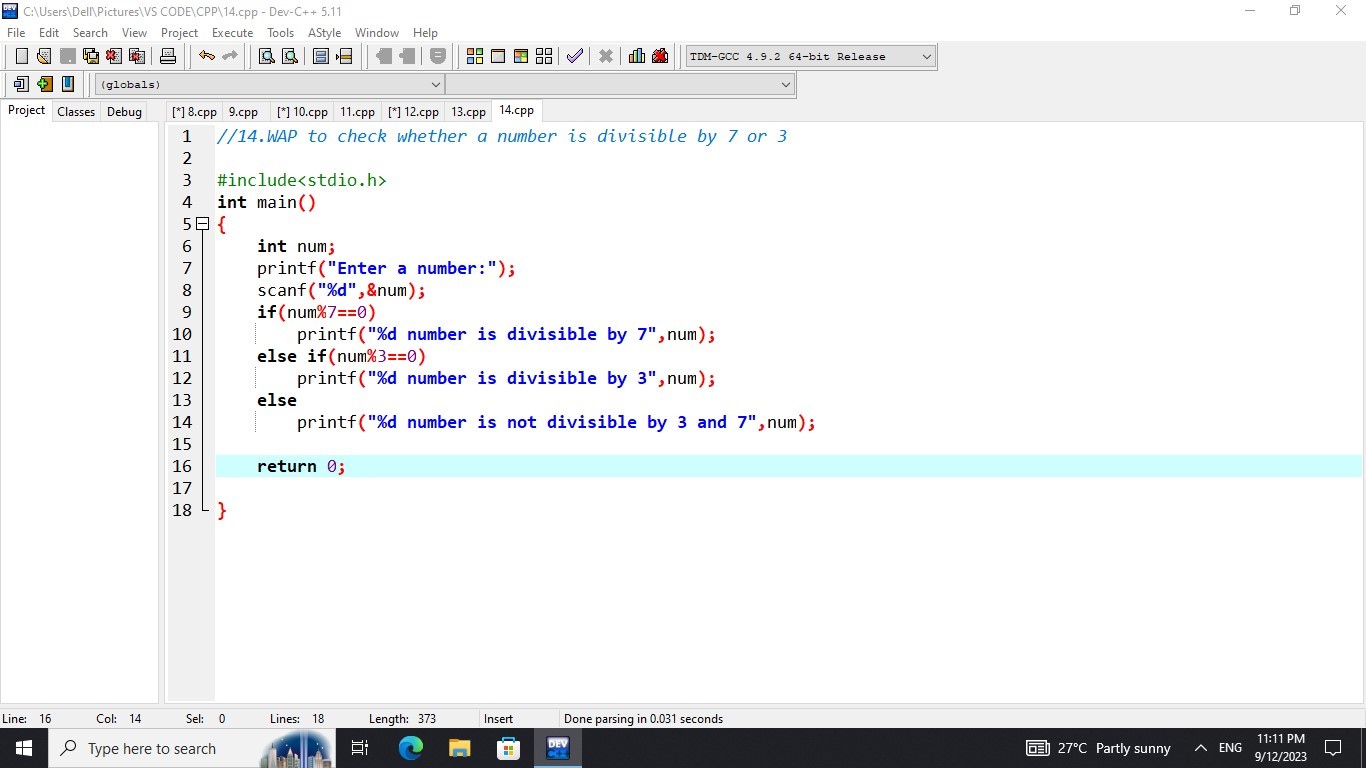 C:\Users\Dell\Pictures\VS CODE\CPP\14.cpp - Dev-C++ 5.11
File Edit Search View Project Execute Tools AStyle Window Help
TDM-GCC 4.9.2 64-bit Release
(globals)
Project Classes Debug [*] 8.cpp 9.cpp [*] 10.cpp 11.cpp [*] 12.cpp 13.cpp 14.cpp
1 //14.WAP to check whether a number is divisible by 7 or 3
2
3 #include<stdio.h>
4 int main()
5 {
6 int num;
7 printf("Enter a number:");
8 scanf("%d",&num);
9 if(num%7==0)
10 printf("%d number is divisible by 7",num);
11 else if(num%3==0)
12 printf("%d number is divisible by 3",num);
13 else
14 printf("%d number is not divisible by 3 and 7",num);
15
16 return 0;
17
18 }
Line: 16 Col: 14 Sel: 0 Lines: 18 Length: 373 Insert Done parsing in 0.031 seconds
Type here to search DEV 27°C Partly sunny ENG 11:11 PM
9/12/2023